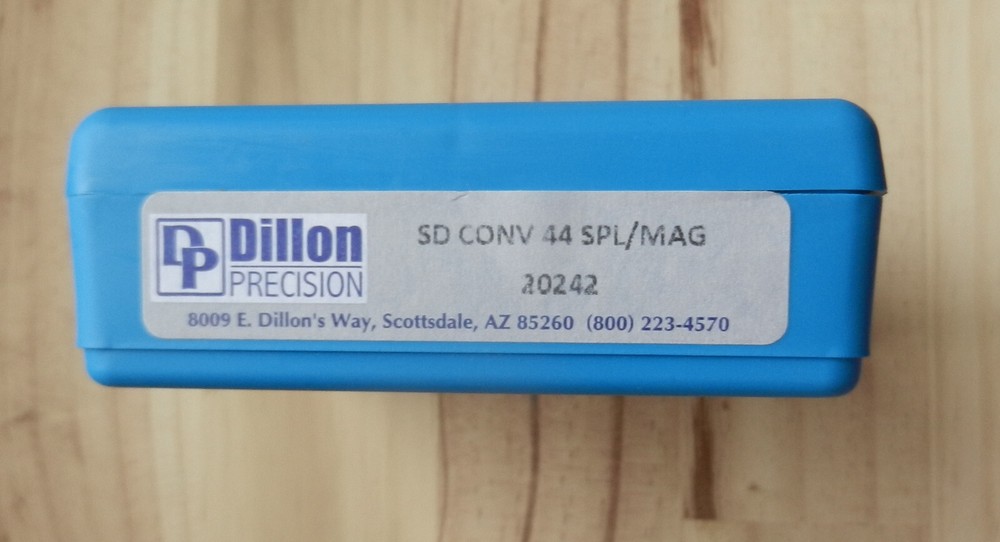 DP Dillon
PRECISION
SD CONV 44 SPL/MAG
20242
8009 E. Dillon's Way, Scottsdale, AZ 85260 (800) 223-4570